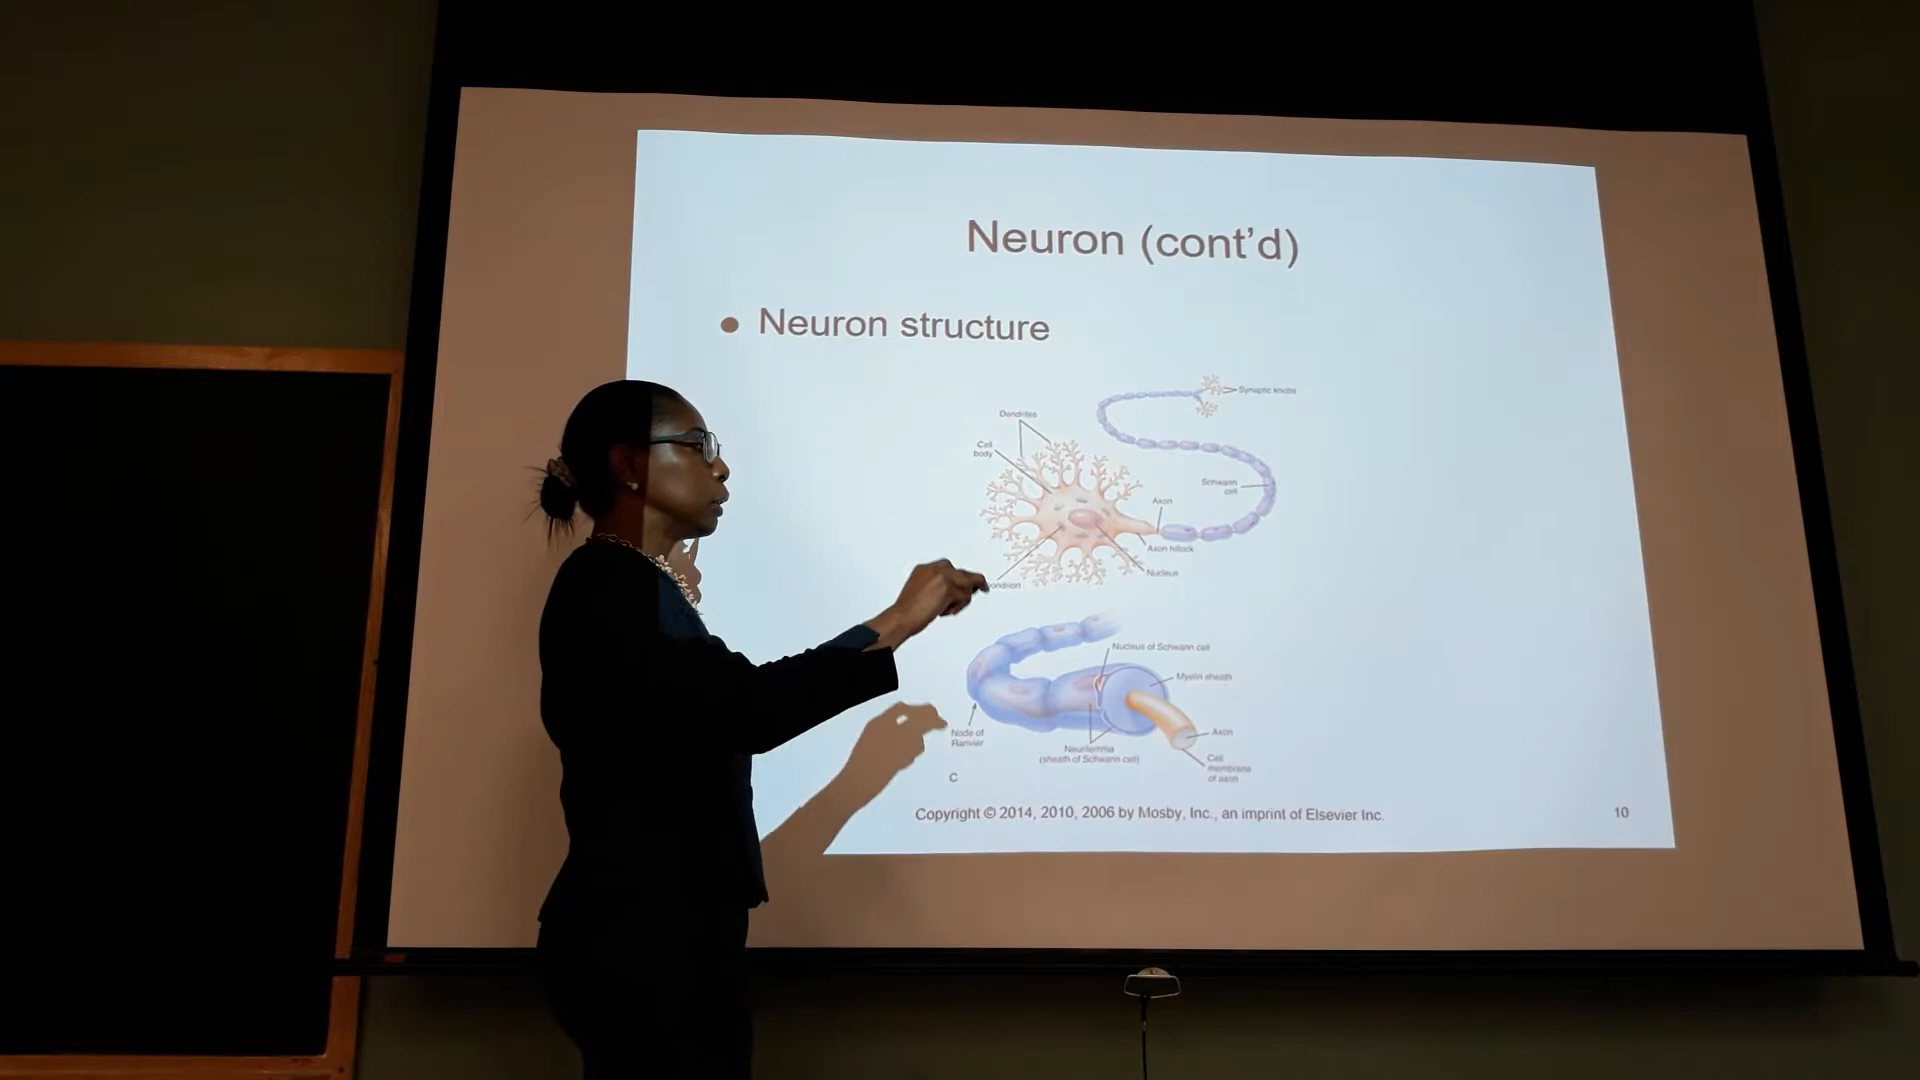 Neuron (cont’d)
● Neuron structure
Synaptic knobs
Dendrites
Cell
body
Schwann
cell
Axon
Axon hillock
Nucleus
ondrion
Nucleus of Schwann cell
Myelin sheath
Node of
Ranvier
Axon
Neurilemma
(sheath of Schwann cell)
Cell
membrane
of axon
C
Copyright © 2014, 2010, 2006 by Mosby, Inc., an imprint of Elsevier Inc.
10